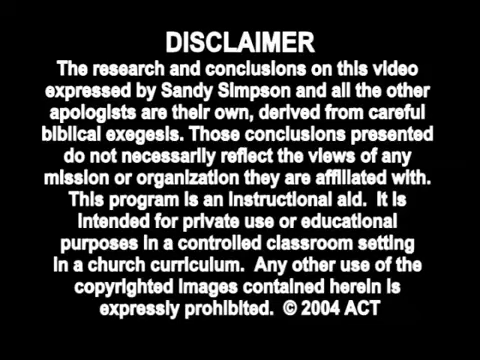 DISCLAIMER
The research and conclusions on this video
expressed by Sandy Simpson and all the other
apologists are their own, derived from careful
biblical exegesis. Those conclusions presented
do not necessarily reflect the views of any
mission or organization they are affiliated with.
This program is an instructional aid. It is
intended for private use or educational
purposes in a controlled classroom setting
in a church curriculum. Any other use of the
copyrighted images contained herein is
expressly prohibited. © 2004 ACT